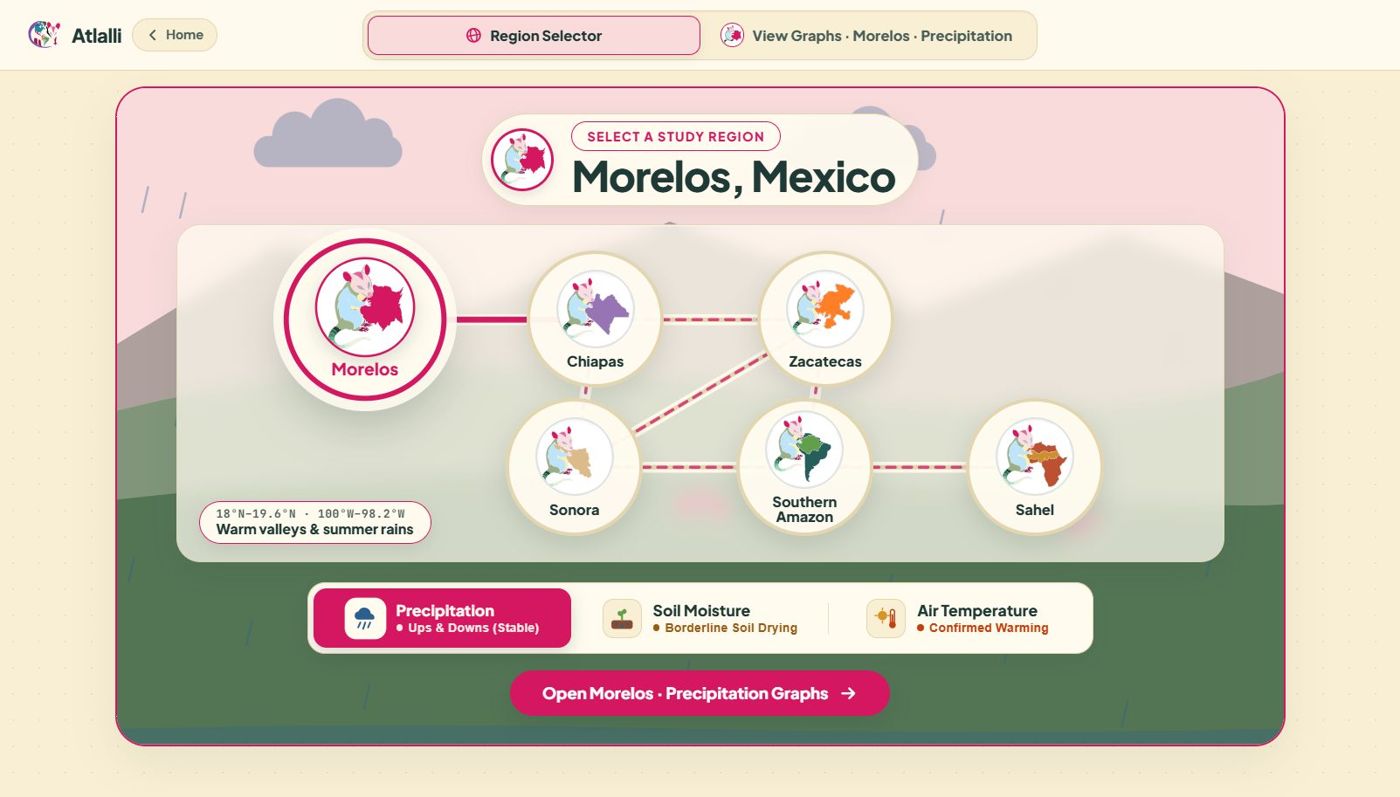 Atlalli
Home
Region Selector
View Graphs · Morelos · Precipitation
SELECT A STUDY REGION
Morelos, Mexico
Morelos
Chiapas
Zacatecas
Sonora
Southern
Amazon
Sahel
18°N–19.6°N · 100°W–98.2°W
Warm valleys & summer rains
Precipitation
Ups & Downs (Stable)
Soil Moisture
Borderline Soil Drying
Air Temperature
Confirmed Warming
Open Morelos · Precipitation Graphs →